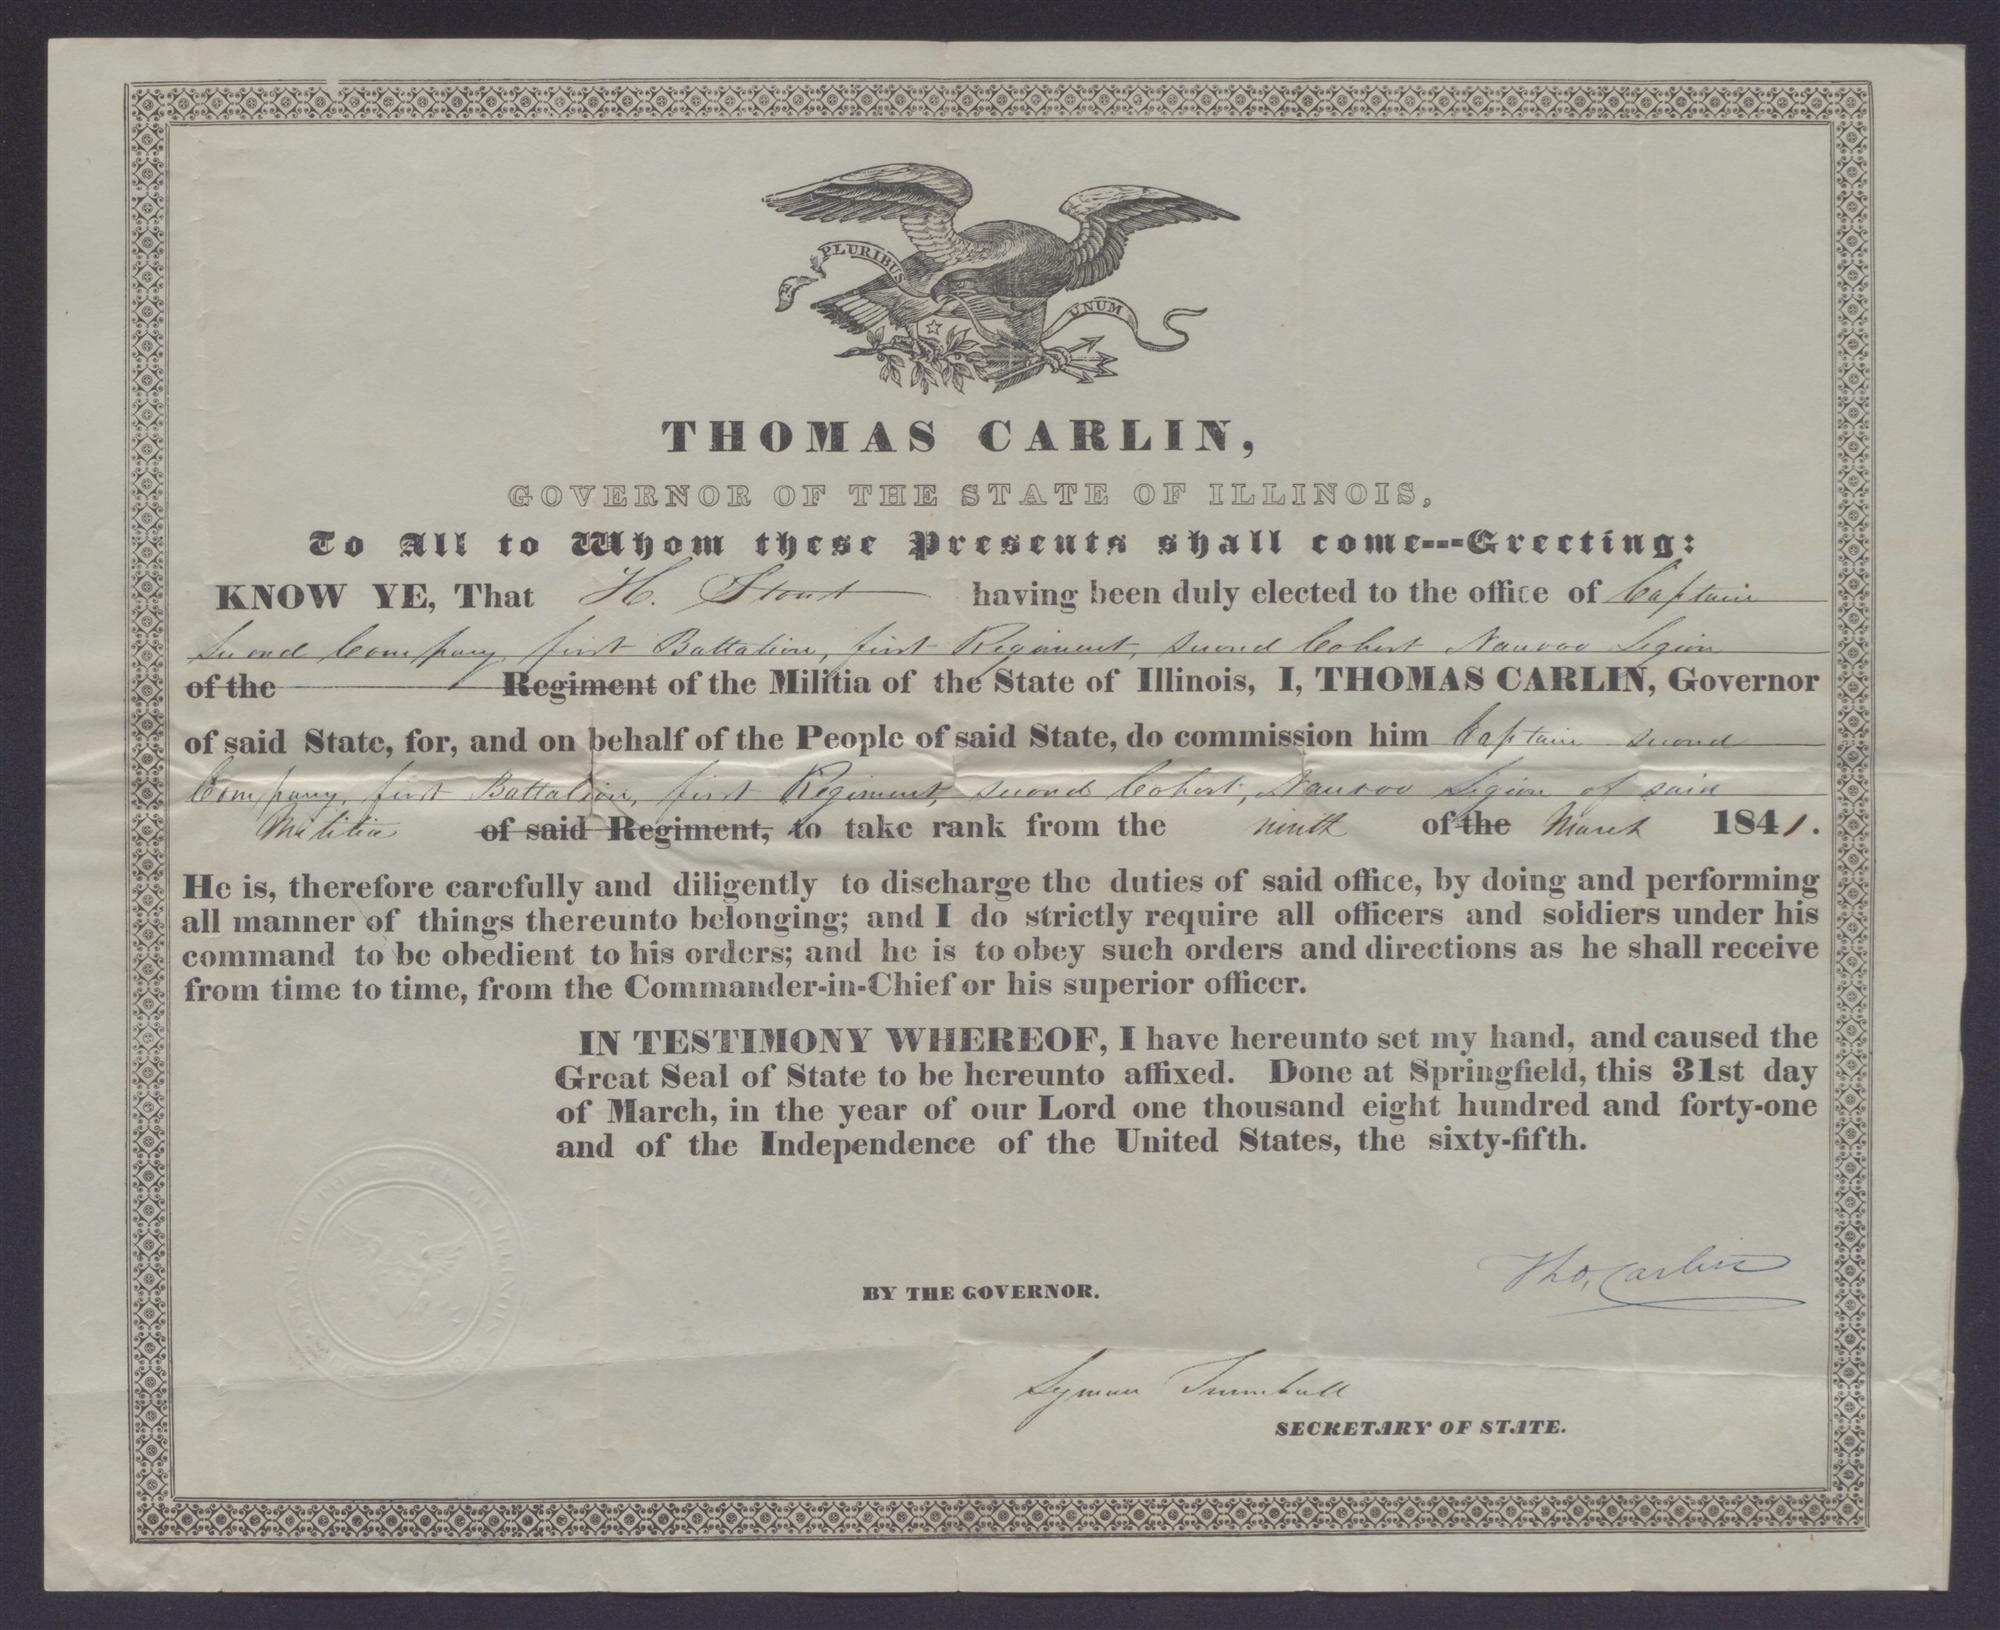 E PLURIBUS UNUM
THOMAS CARLIN,
GOVERNOR OF THE STATE OF ILLINOIS,
To All to Whom these Presents shall come---Greeting:
KNOW YE, That H. Stout having been duly elected to the office of Captain
second Company, first Battalion, first Regiment, second Cohort Nauvoo Legion
of the Regiment of the Militia of the State of Illinois, I, THOMAS CARLIN, Governor
of said State, for, and on behalf of the People of said State, do commission him Captain second
Company, first Battalion, first Regiment, second Cohort, Nauvoo Legion of said
Militia of said Regiment, to take rank from the ninth of the March 1841.
He is, therefore carefully and diligently to discharge the duties of said office, by doing and performing
all manner of things thereunto belonging; and I do strictly require all officers and soldiers under his
command to be obedient to his orders; and he is to obey such orders and directions as he shall receive
from time to time, from the Commander-in-Chief or his superior officer.
IN TESTIMONY WHEREOF, I have hereunto set my hand, and caused the
Great Seal of State to be hereunto affixed. Done at Springfield, this 31st day
of March, in the year of our Lord one thousand eight hundred and forty-one
and of the Independence of the United States, the sixty-fifth.
SEAL OF THE STATE OF ILLINOIS
Tho. Carlin
BY THE GOVERNOR.
Lyman Trumbull
SECRETARY OF STATE.